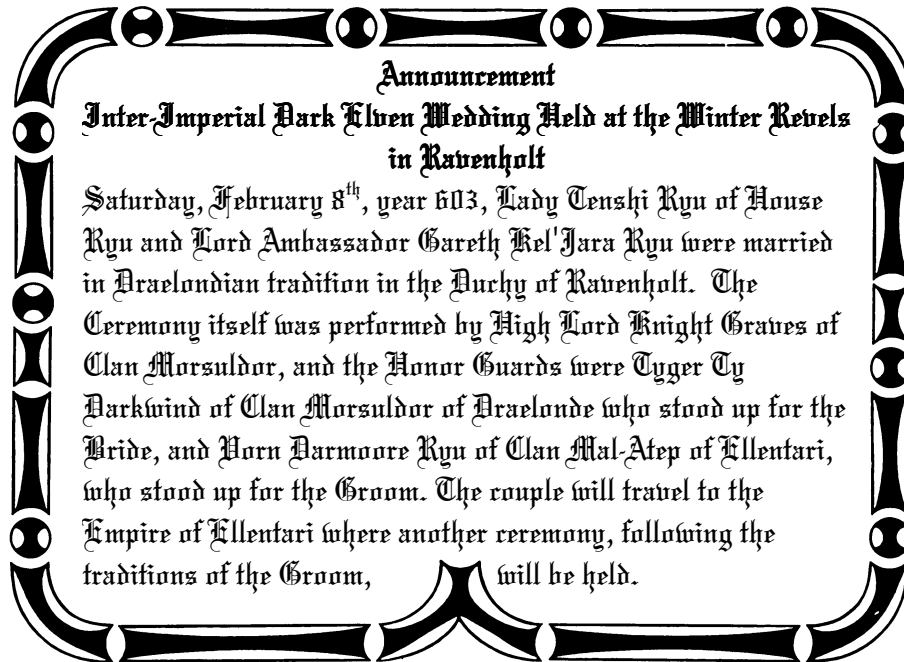 Announcement
Inter-Imperial Dark Elven Wedding Held at the Winter Revels
in Ravenholt
Saturday, February 8th, year 603, Lady Tenshi Ryu of House
Ryu and Lord Ambassador Gareth Kel'Jara Ryu were married
in Draelondian tradition in the Duchy of Ravenholt. The
Ceremony itself was performed by High Lord Knight Graves of
Clan Morsuldor, and the Honor Guards were Tyger Ty
Darkwind of Clan Morsuldor of Draelonde who stood up for the
Bride, and Vorn Darmoore Ryu of Clan Mal-Atep of Ellentari,
who stood up for the Groom. The couple will travel to the
Empire of Ellentari where another ceremony, following the
traditions of the Groom, will be held.